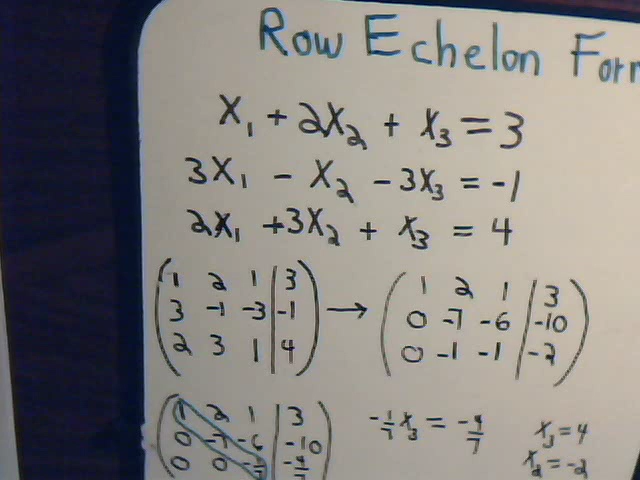 Row Echelon Form
x₁ + 2x₂ + x₃ = 3
3x₁ - x₂ - 3x₃ = -1
2x₁ + 3x₂ + x₃ = 4
( 1 2 1 | 3 ) → ( 1 2 1 | 3 )
( 3 -1 -3 | -1 ) ( 0 -7 -6 | -10 )
( 2 3 1 | 4 ) ( 0 -1 -1 | -2 )
( 1 2 1 | 3 ) -1/7 x₃ = -4/7 x₃ = 4
( 0 -7 -6 | -10 ) x₂ = -2
( 0 0 -1/7 | -4/7 )